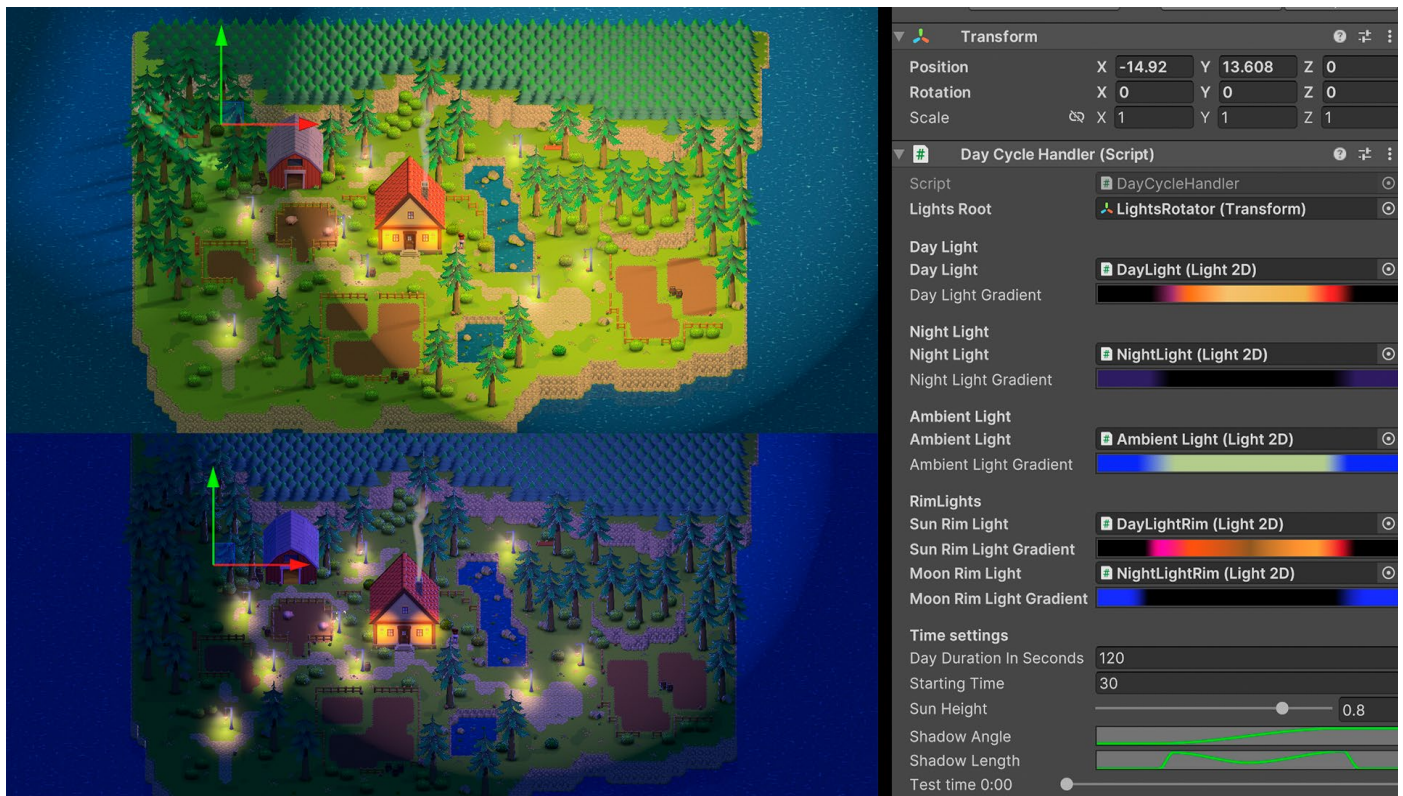 Transform
Position X -14.92 Y 13.608 Z 0
Rotation X 0 Y 0 Z 0
Scale X 1 Y 1 Z 1
# Day Cycle Handler (Script)
Script # DayCycleHandler
Lights Root LightsRotator (Transform)
Day Light
Day Light # DayLight (Light 2D)
Day Light Gradient
Night Light
Night Light # NightLight (Light 2D)
Night Light Gradient
Ambient Light
Ambient Light # Ambient Light (Light 2D)
Ambient Light Gradient
RimLights
Sun Rim Light # DayLightRim (Light 2D)
Sun Rim Light Gradient
Moon Rim Light # NightLightRim (Light 2D)
Moon Rim Light Gradient
Time settings
Day Duration In Seconds 120
Starting Time 30
Sun Height 0.8
Shadow Angle
Shadow Length
Test time 0:00